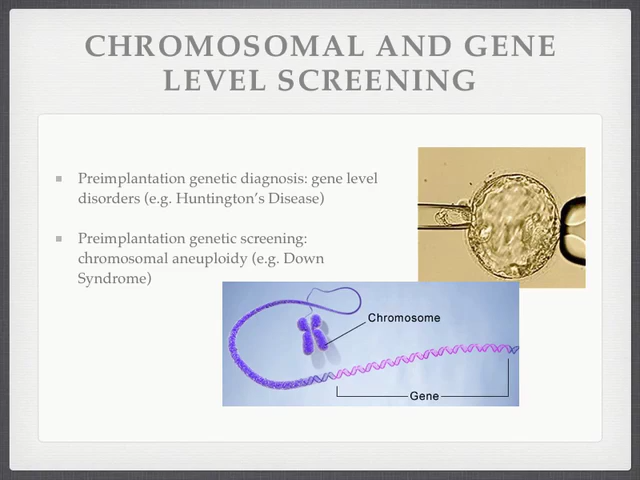 CHROMOSOMAL AND GENE
LEVEL SCREENING
Preimplantation genetic diagnosis: gene level
disorders (e.g. Huntington's Disease)
Preimplantation genetic screening:
chromosomal aneuploidy (e.g. Down
Syndrome)
Chromosome
Gene